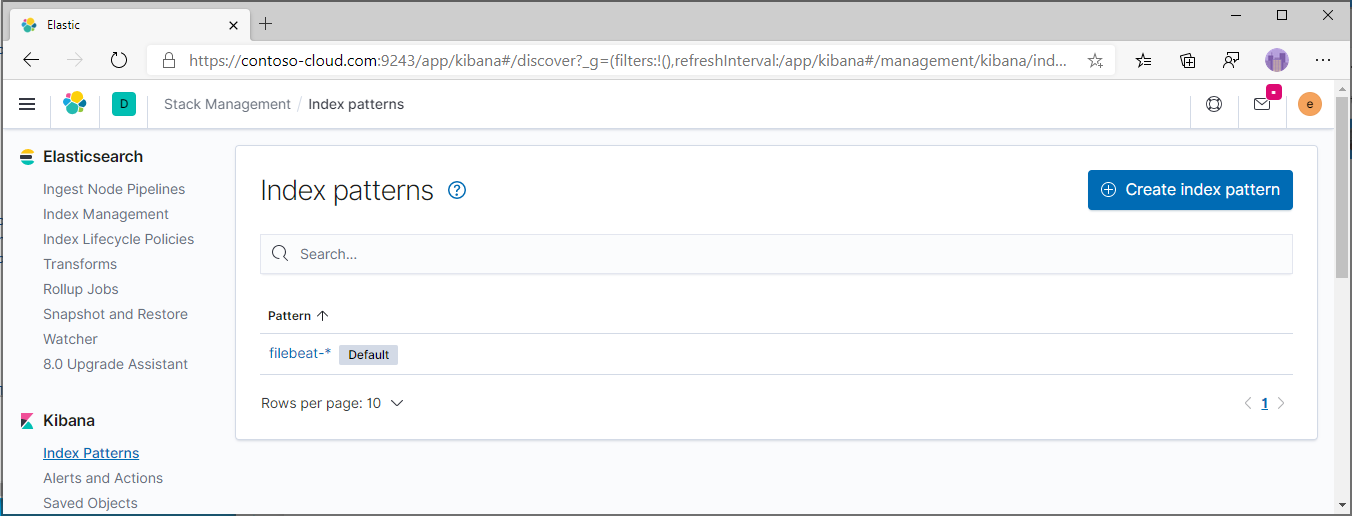 Elastic
https://contoso-cloud.com:9243/app/kibana#/discover?_g=(filters:!(),refreshInterval:/app/kibana#/management/kibana/ind...
D
Stack Management / Index patterns
e
Elasticsearch
Ingest Node Pipelines
Index Management
Index Lifecycle Policies
Transforms
Rollup Jobs
Snapshot and Restore
Watcher
8.0 Upgrade Assistant
Kibana
Index Patterns
Alerts and Actions
Saved Objects
Index patterns
Create index pattern
Search...
Pattern
filebeat-* Default
Rows per page: 10
1